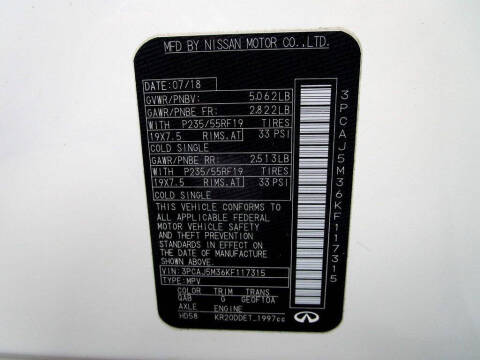 MFD BY NISSAN MOTOR CO.,LTD.
DATE:07/18
GVWR/PNBV: 5,062LB
GAWR/PNBE FR: 2,822LB
WITH P235/55RF19 TIRES
19X7.5 RIMS,AT 33 PSI
COLD SINGLE
GAWR/PNBE RR: 2,513LB
WITH P235/55RF19 TIRES
19X7.5 RIMS,AT 33 PSI
COLD SINGLE
THIS VEHICLE CONFORMS TO
ALL APPLICABLE FEDERAL
MOTOR VEHICLE SAFETY
STANDARDS IN EFFECT ON
THE DATE OF MANUFACTURE
SHOWN ABOVE.
VIN:3PCAJ5M36KF117315
TYPE:MPV
COLOR TRIM TRANS
QAB G GE0F10A
AXLE ENGINE
HD58 KR20DDET_1997cc
3PCAJ5M36KF117315